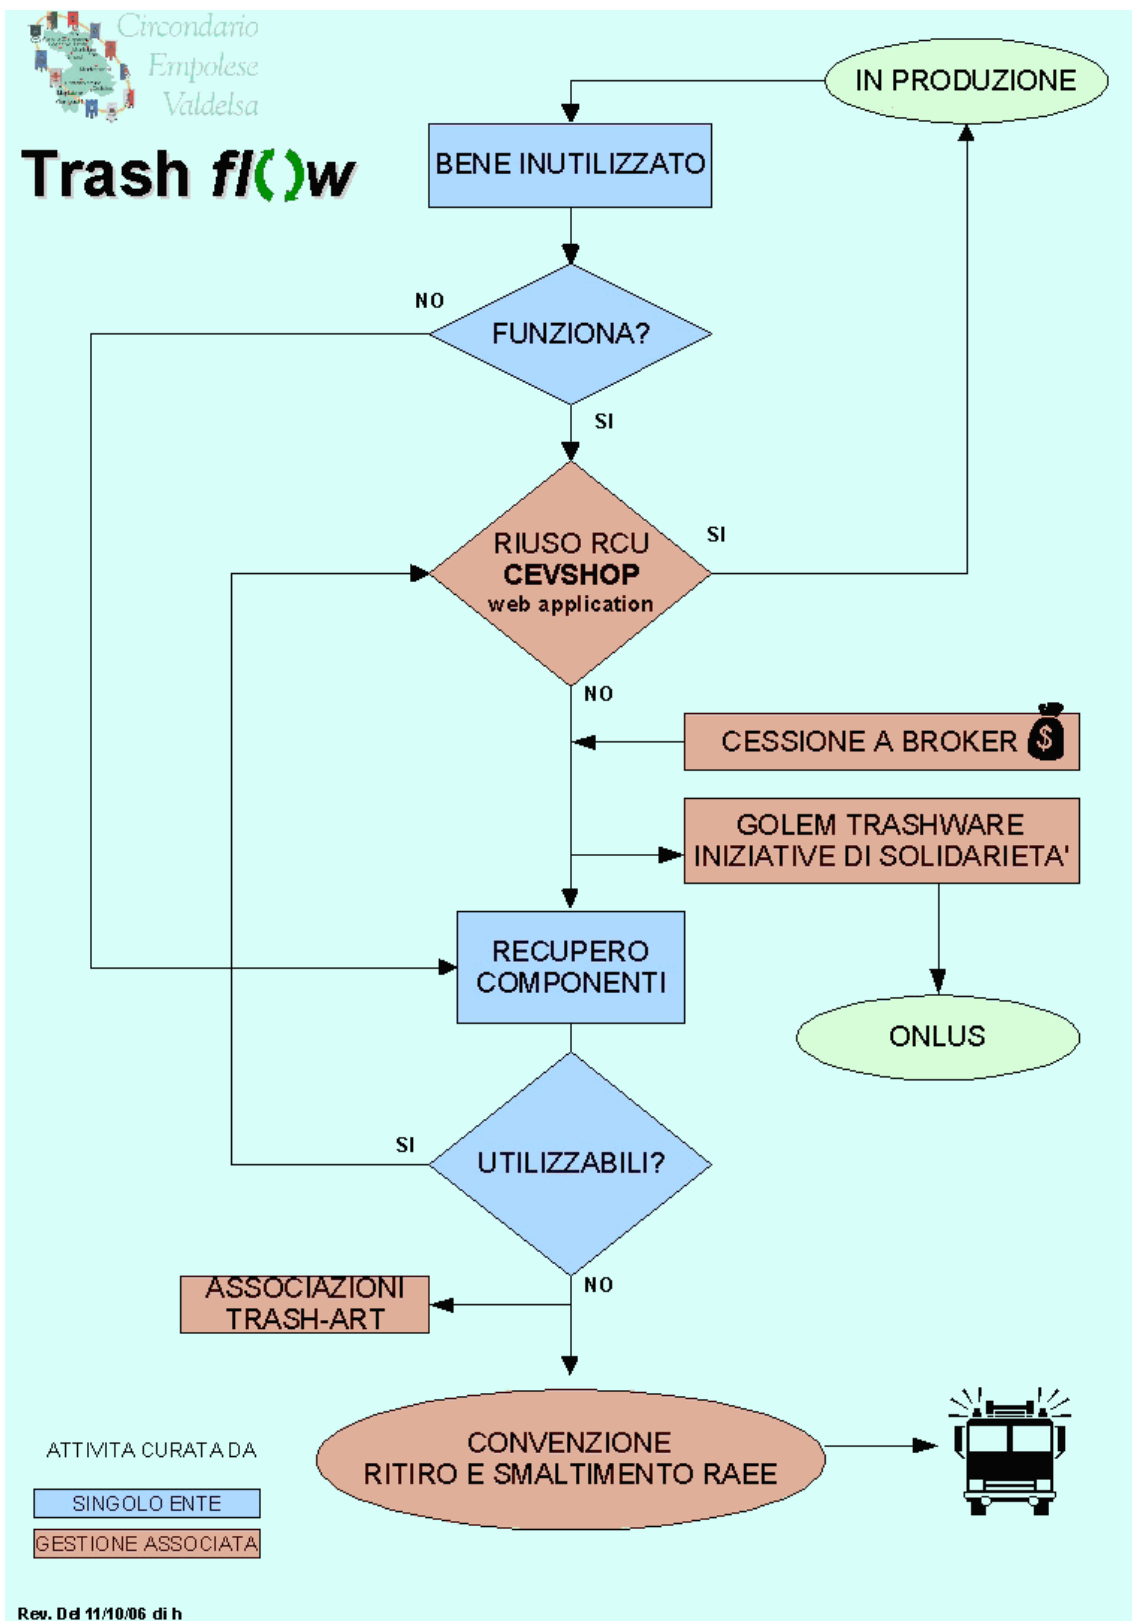 Circondario
Empolese
Valdelsa
Trash flow
IN PRODUZIONE
BENE INUTILIZZATO
NO
FUNZIONA?
SI
RIUSO RCU
CEVSHOP
web application
SI
NO
CESSIONE A BROKER
$
GOLEM TRASHWARE
INIZIATIVE DI SOLIDARIETA'
RECUPERO
COMPONENTI
ONLUS
SI
UTILIZZABILI?
NO
ASSOCIAZIONI
TRASH-ART
CONVENZIONE
RITIRO E SMALTIMENTO RAEE
ATTIVITA CURATA DA
SINGOLO ENTE
GESTIONE ASSOCIATA
Rev. Del 11/10/06 di h